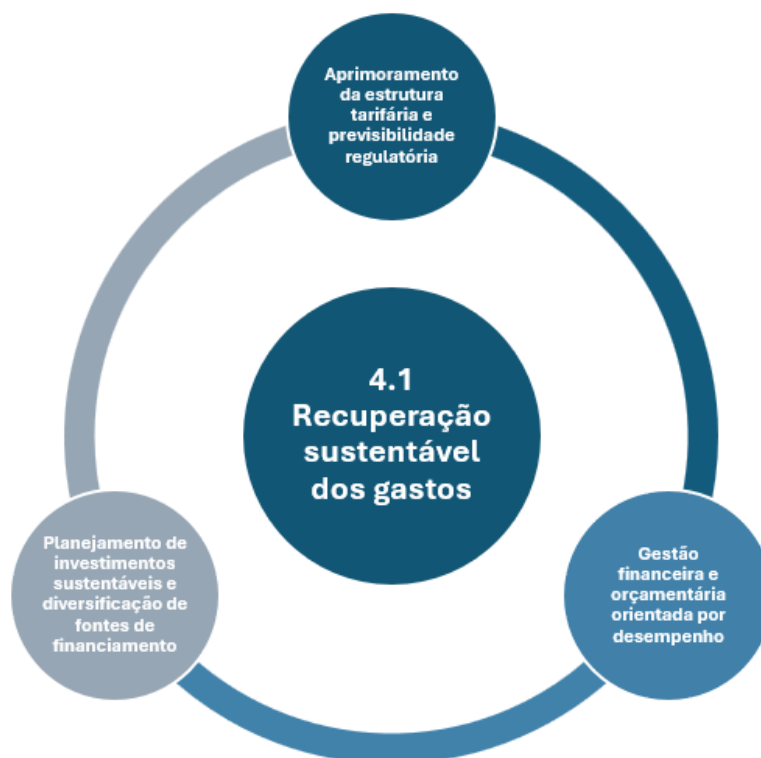 Aprimoramento
da estrutura
tarifária e
previsibilidade
regulatória
4.1
Recuperação
sustentável
dos gastos
Planejamento de
investimentos
sustentáveis e
diversificação de
fontes de
financiamento
Gestão
financeira e
orçamentária
orientada por
desempenho